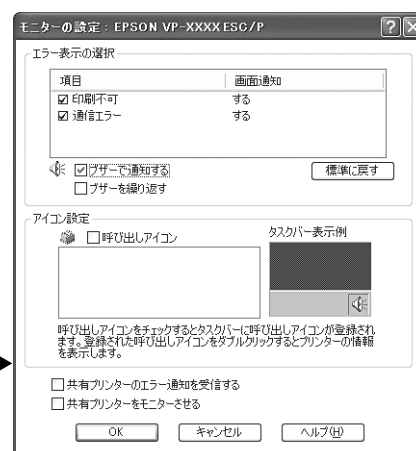 モニターの設定：EPSON VP-XXXX ESC/P
エラー表示の選択
項目 画面通知
印刷不可 する
通信エラー する
ブザーで通知する 標準に戻す
ブザーを繰り返す
アイコン設定
呼び出しアイコン タスクバー表示例
呼び出しアイコンをチェックするとタスクバーに呼び出しアイコンが登録され
ます。登録された呼び出しアイコンをダブルクリックするとプリンターの情報
を表示します。
共有プリンターのエラー通知を受信する
共有プリンターをモニターさせる
OK キャンセル ヘルプ(H)